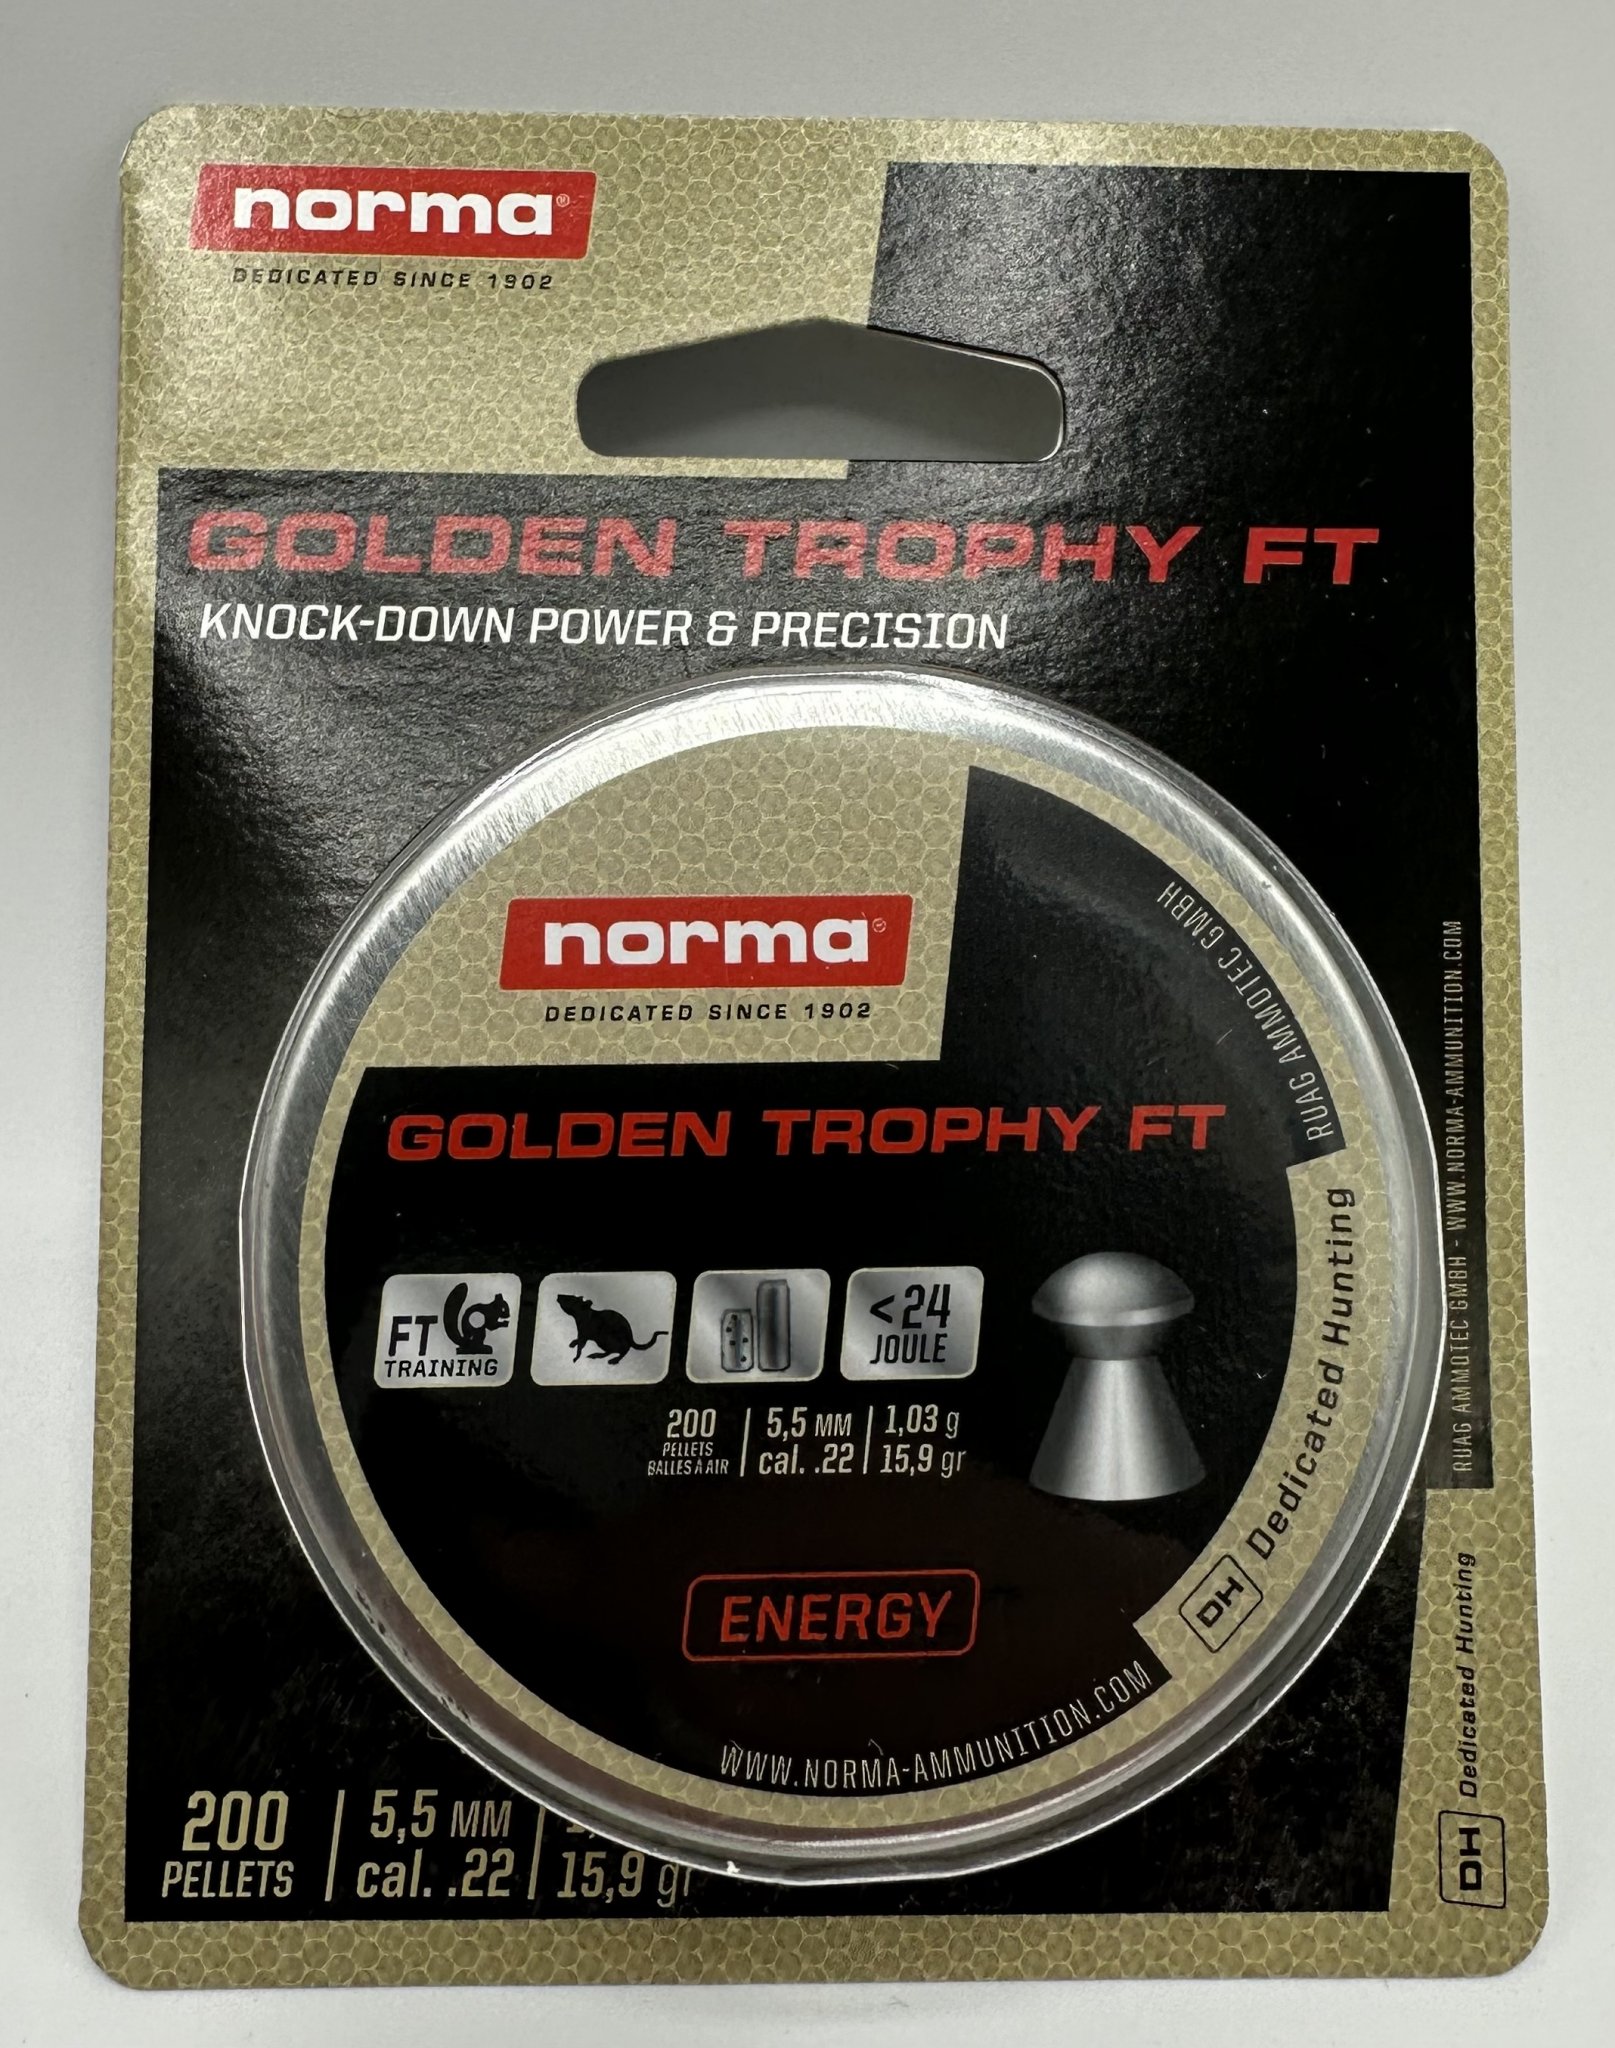 norma®
DEDICATED SINCE 1902
GOLDEN TROPHY FT
KNOCK-DOWN POWER & PRECISION
norma®
DEDICATED SINCE 1902
RUAG AMMOTEC GMBH
GOLDEN TROPHY FT
FT
TRAINING
<24
JOULE
200
PELLETS
BALLES À AIR
5,5 MM
cal. .22
1,03 g
15,9 gr
ENERGY
DH Dedicated Hunting
WWW.NORMA-AMMUNITION.COM
RUAG AMMOTEC GMBH - WWW.NORMA-AMMUNITION.COM
DH Dedicated Hunting
200
PELLETS
5,5 MM
cal. .22
15,9 gr